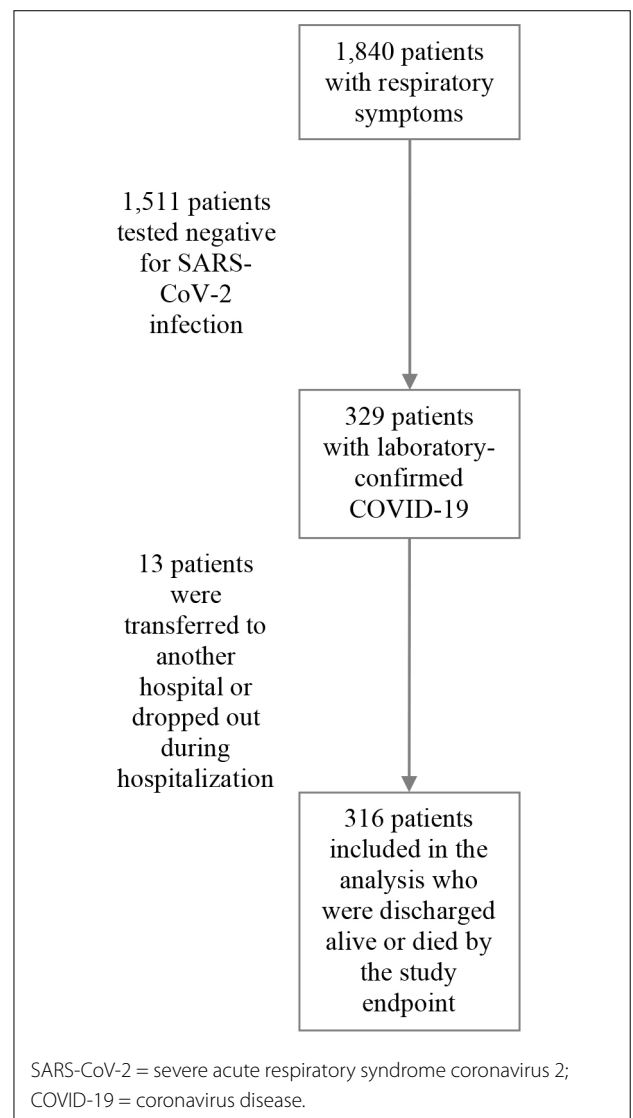 1,840 patients
with respiratory
symptoms
1,511 patients
tested negative
for SARS-
CoV-2
infection
329 patients
with laboratory-
confirmed
COVID-19
13 patients
were
transferred to
another
hospital or
dropped out
during
hospitalization
316 patients
included in the
analysis who
were discharged
alive or died by
the study
endpoint
SARS-CoV-2 = severe acute respiratory syndrome coronavirus 2;
COVID-19 = coronavirus disease.